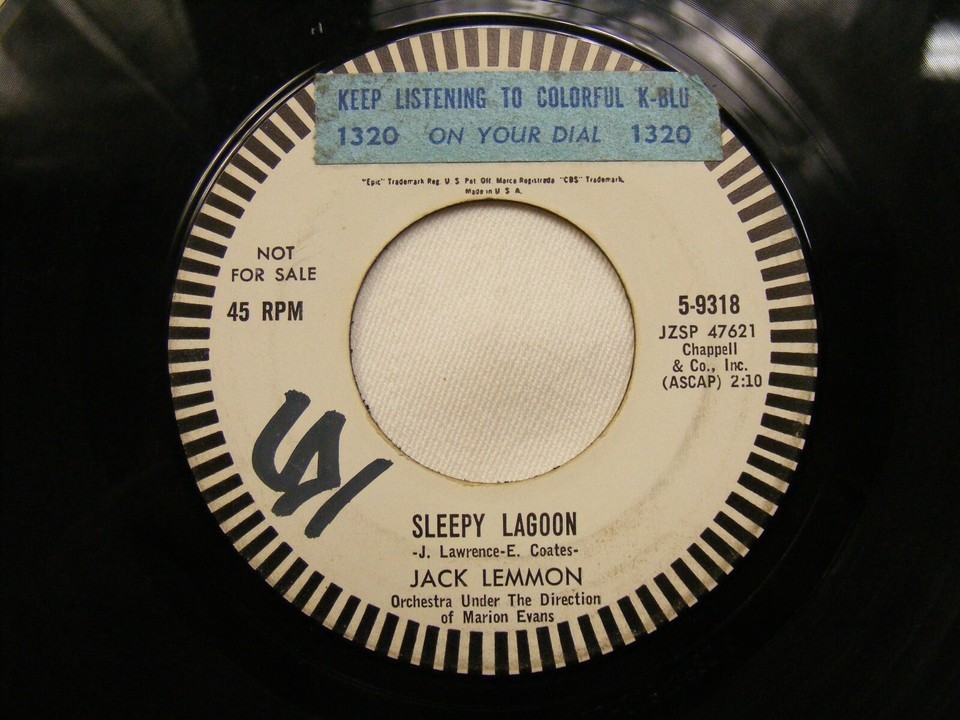 KEEP LISTENING TO COLORFUL K-BLU
1320 ON YOUR DIAL 1320
"Epic" Trademark Reg. U S Pat Off Marca Registrada "CBS" Trademark.
Made in U S A.
NOT
FOR SALE
45 RPM
5-9318
JZSP 47621
Chappell
& Co., Inc.
(ASCAP) 2:10
SLEEPY LAGOON
-J. Lawrence-E. Coates-
JACK LEMMON
Orchestra Under The Direction
of Marion Evans